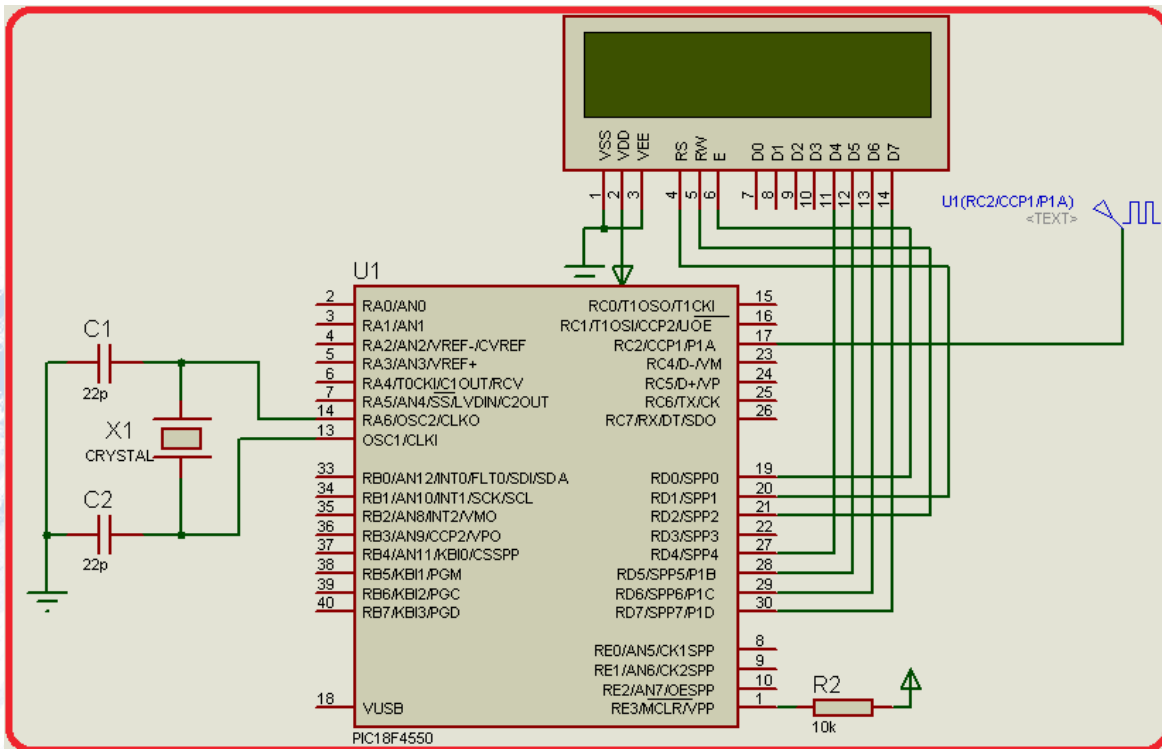 VSS
VDD
VEE
RS
RW
E
D0
D1
D2
D3
D4
D5
D6
D7
1
2
3
4
5
6
7
8
9
10
11
12
13
14
U1(RC2/CCP1/P1A)
<TEXT>
U1
2 RA0/AN0
3 RA1/AN1
4 RA2/AN2/VREF-/CVREF
5 RA3/AN3/VREF+
6 RA4/T0CKI/C1OUT/RCV
7 RA5/AN4/SS/LVDIN/C2OUT
14 RA6/OSC2/CLKO
13 OSC1/CLKI
33 RB0/AN12/INT0/FLT0/SDI/SDA
34 RB1/AN10/INT1/SCK/SCL
35 RB2/AN8/INT2/VMO
36 RB3/AN9/CCP2/VPO
37 RB4/AN11/KBI0/CSSPP
38 RB5/KBI1/PGM
39 RB6/KBI2/PGC
40 RB7/KBI3/PGD
18 VUSB
RC0/T1OSO/T1CKI 15
RC1/T1OSI/CCP2/UOE 16
RC2/CCP1/P1A 17
RC4/D-/VM 23
RC5/D+/VP 24
RC6/TX/CK 25
RC7/RX/DT/SDO 26
RD0/SPP0 19
RD1/SPP1 20
RD2/SPP2 21
RD3/SPP3 22
RD4/SPP4 27
RD5/SPP5/P1B 28
RD6/SPP6/P1C 29
RD7/SPP7/P1D 30
RE0/AN5/CK1SPP 8
RE1/AN6/CK2SPP 9
RE2/AN7/OESPP 10
RE3/MCLR/VPP 1
PIC18F4550
C1
22p
X1
CRYSTAL
C2
22p
R2
10k